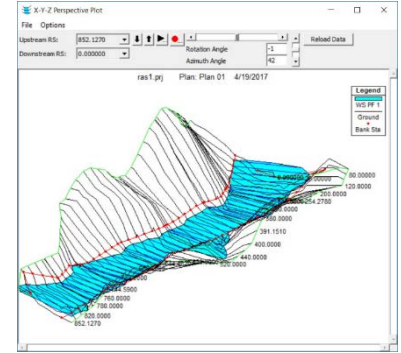 X-Y-Z Perspective Plot
File Options
Upstream RS: 852.1270
Downstream RS: 0.000000
Rotation Angle -1
Azimuth Angle 42
Reload Data
ras1.prj Plan: Plan 01 4/19/2017
Legend
WS PF 1
Ground
Bank Sta
80.00000
120.8000
200.0000
254.2780
380.0000
391.1510
400.0000
440.0000
520.0000
760.0000
780.0000
820.0000
852.1270